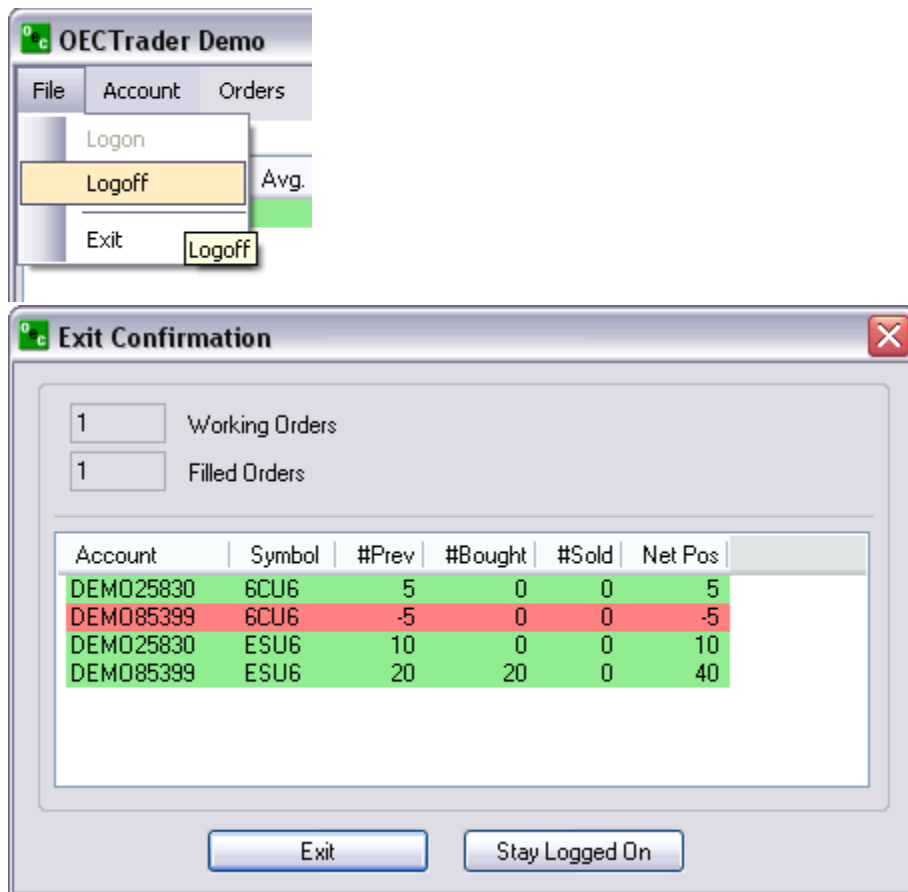 Oec OECTrader Demo
File Account Orders
Logon
Logoff Avg.
Exit Logoff
Oec Exit Confirmation
1 Working Orders
1 Filled Orders
Account Symbol #Prev #Bought #Sold Net Pos
DEMO25830 6CU6 5 0 0 5
DEMO85399 6CU6 -5 0 0 -5
DEMO25830 ESU6 10 0 0 10
DEMO85399 ESU6 20 20 0 40
Exit Stay Logged On